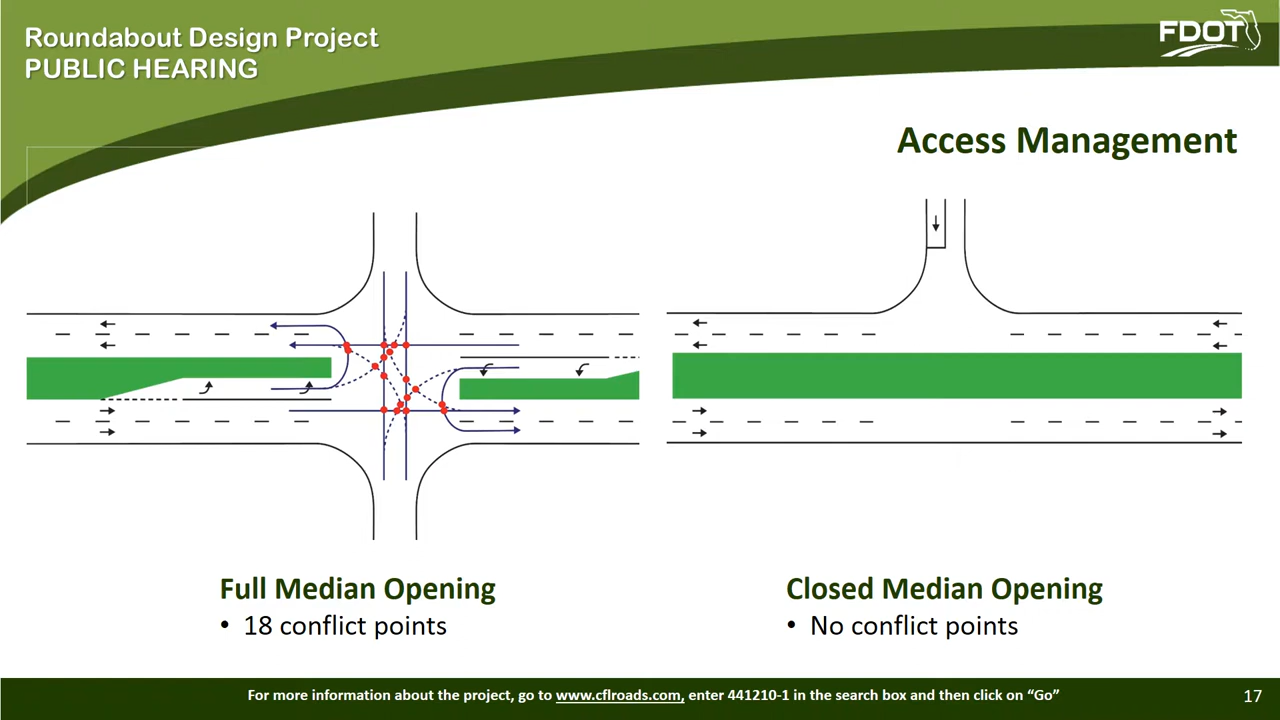 Roundabout Design Project
PUBLIC HEARING
FDOT
Access Management
Full Median Opening
• 18 conflict points
Closed Median Opening
• No conflict points
For more information about the project, go to www.cflroads.com, enter 441210-1 in the search box and then click on “Go”
17